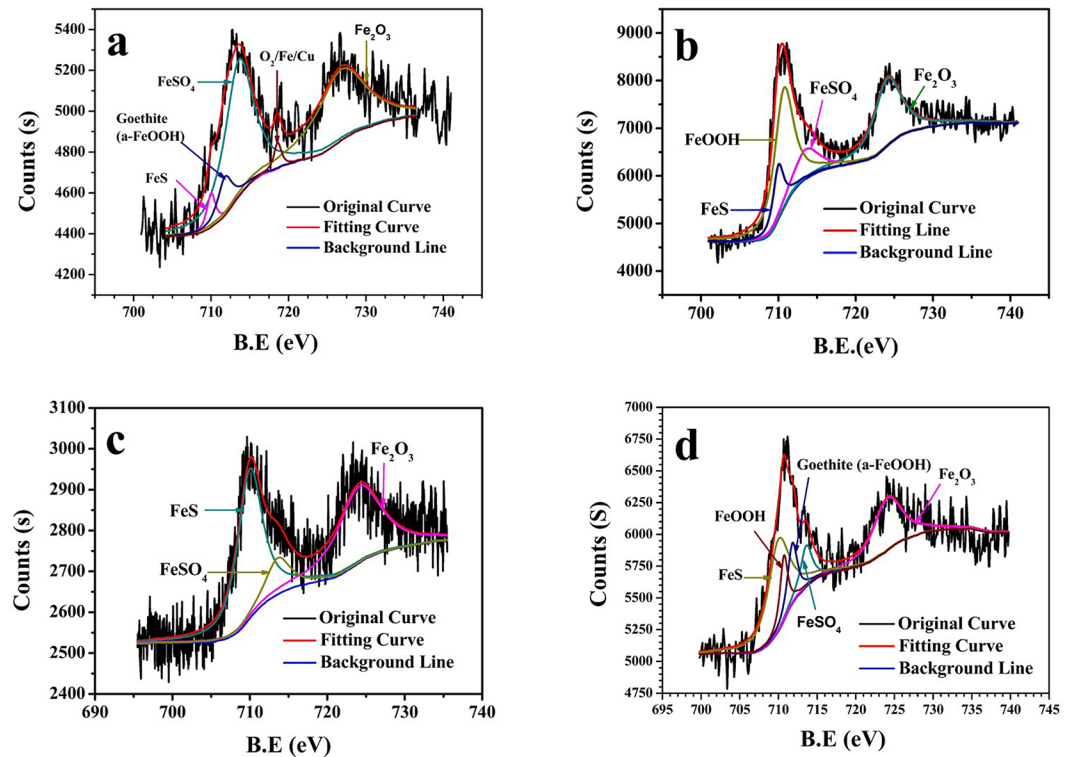 a
5400
5200
5000
4800
4600
4400
4200
Counts (s)
FeSO4
O2/Fe/Cu
Fe2O3
Goethite
(a-FeOOH)
FeS
Original Curve
Fitting Curve
Background Line
700 710 720 730 740
B.E (eV)
b
9000
8000
7000
6000
5000
4000
Counts (s)
FeSO4
Fe2O3
FeOOH
FeS
Original Curve
Fitting Line
Background Line
700 710 720 730 740
B.E.(eV)
c
3100
3000
2900
2800
2700
2600
2500
2400
Counts (s)
Fe2O3
FeS
FeSO4
Original Curve
Fitting Curve
Background Line
690 700 710 720 730 740
B.E (eV)
d
7000
6750
6500
6250
6000
5750
5500
5250
5000
4750
Counts (S)
Goethite (a-FeOOH)
Fe2O3
FeOOH
FeS
FeSO4
Original Curve
Fitting Curve
Background Line
695 700 705 710 715 720 725 730 735 740 745
B.E (eV)